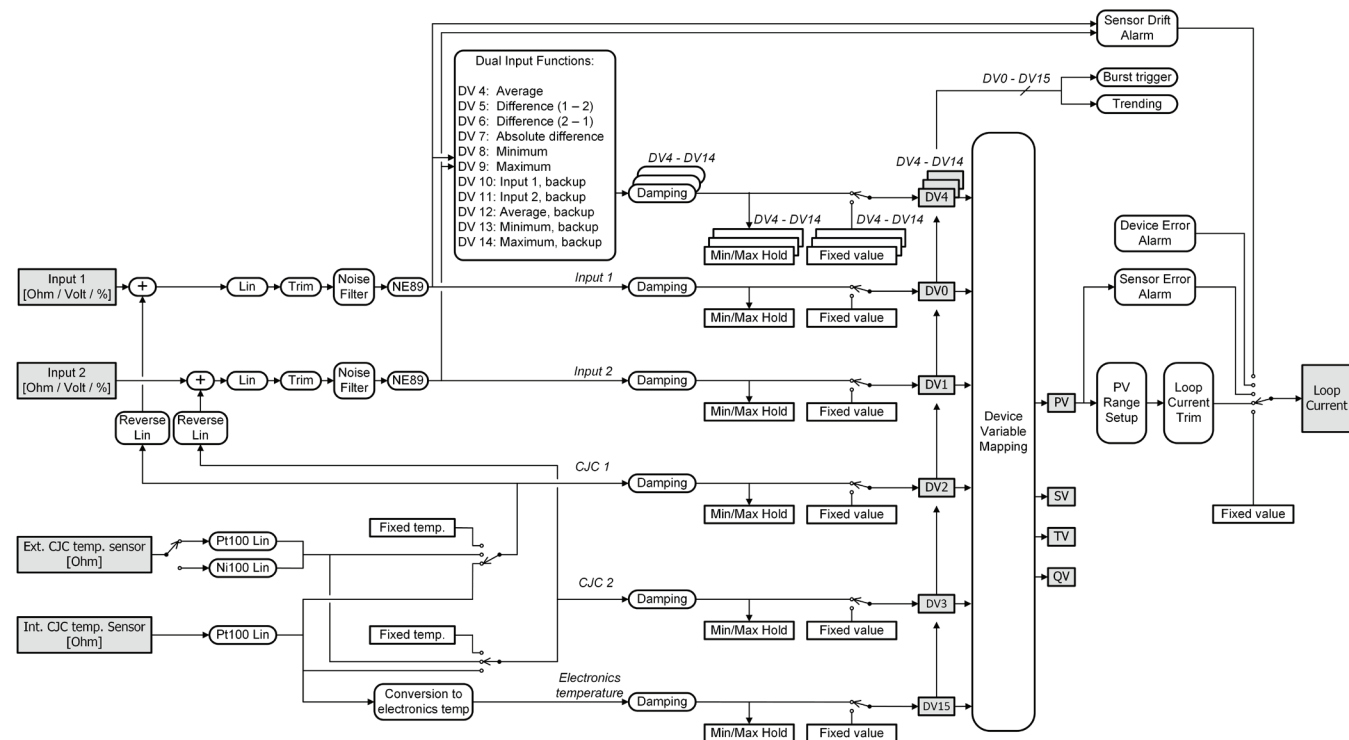 Sensor Drift
Alarm
Dual Input Functions:
DV 4: Average
DV 5: Difference (1 – 2)
DV 6: Difference (2 – 1)
DV 7: Absolute difference
DV 8: Minimum
DV 9: Maximum
DV 10: Input 1, backup
DV 11: Input 2, backup
DV 12: Average, backup
DV 13: Minimum, backup
DV 14: Maximum, backup
DV0 - DV15
Burst trigger
Trending
DV4 - DV14
Damping
DV4 - DV14
Min/Max Hold
DV4 - DV14
Fixed value
DV4 - DV14
DV4
Device Error
Alarm
Sensor Error
Alarm
Input 1
[Ohm / Volt / %]
+
Lin
Trim
Noise
Filter
NE89
Input 1
Damping
Min/Max Hold
Fixed value
DV0
Input 2
[Ohm / Volt / %]
+
Lin
Trim
Noise
Filter
NE89
Input 2
Damping
Min/Max Hold
Fixed value
DV1
Device
Variable
Mapping
PV
PV
Range
Setup
Loop
Current
Trim
Loop
Current
Reverse
Lin
Reverse
Lin
CJC 1
Damping
Min/Max Hold
Fixed value
DV2
SV
TV
QV
Fixed value
Ext. CJC temp. sensor
[Ohm]
Pt100 Lin
Ni100 Lin
Fixed temp.
CJC 2
Damping
Min/Max Hold
Fixed value
DV3
Int. CJC temp. Sensor
[Ohm]
Pt100 Lin
Fixed temp.
Conversion to
electronics temp
Electronics
temperature
Damping
Min/Max Hold
Fixed value
DV15